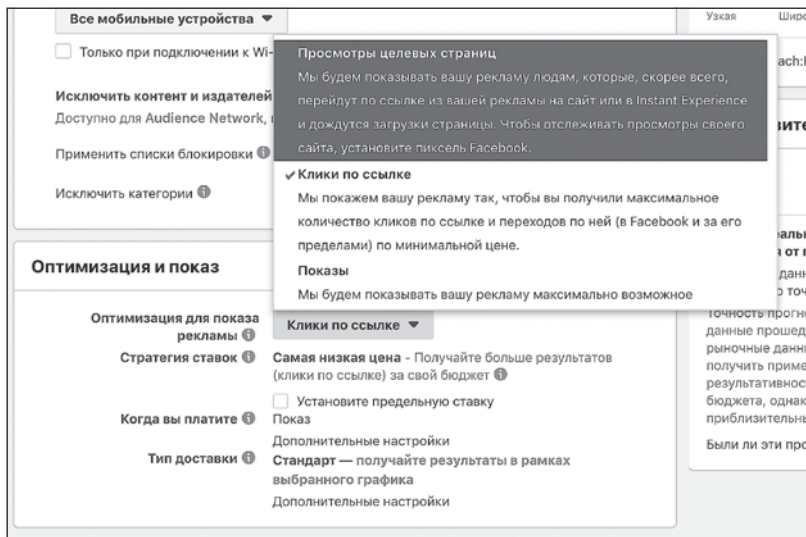 Все мобильные устройства
Узкая
Только при подключении к Wi-
Просмотры целевых страниц
Мы будем показывать вашу рекламу людям, которые, скорее всего,
перейдут по ссылке из вашей рекламы на сайт или в Instant Experience
и дождутся загрузки страницы. Чтобы отслеживать просмотры своего
сайта, установите пиксель Facebook.
Исключить контент и издателей
Доступно для Audience Network,
Применить списки блокировки
Исключить категории
Клики по ссылке
Мы покажем вашу рекламу так, чтобы вы получили максимальное
количество кликов по ссылке и переходов по ней (в Facebook и за его
пределами) по минимальной цене.
Показы
Мы будем показывать вашу рекламу максимально возможное
Оптимизация и показ
Оптимизация для показа
рекламы
Клики по ссылке
Стратегия ставок
Самая низкая цена - Получайте больше результатов
(клики по ссылке) за свой бюджет
Установите предельную ставку
Когда вы платите
Показ
Дополнительные настройки
Тип доставки
Стандарт — получайте результаты в рамках
выбранного графика
Дополнительные настройки
от
точ
Точность прогно
данные прошед
рыночные данн
получить приме
результативнос
бюджета, однак
приблизительны
Были ли эти про